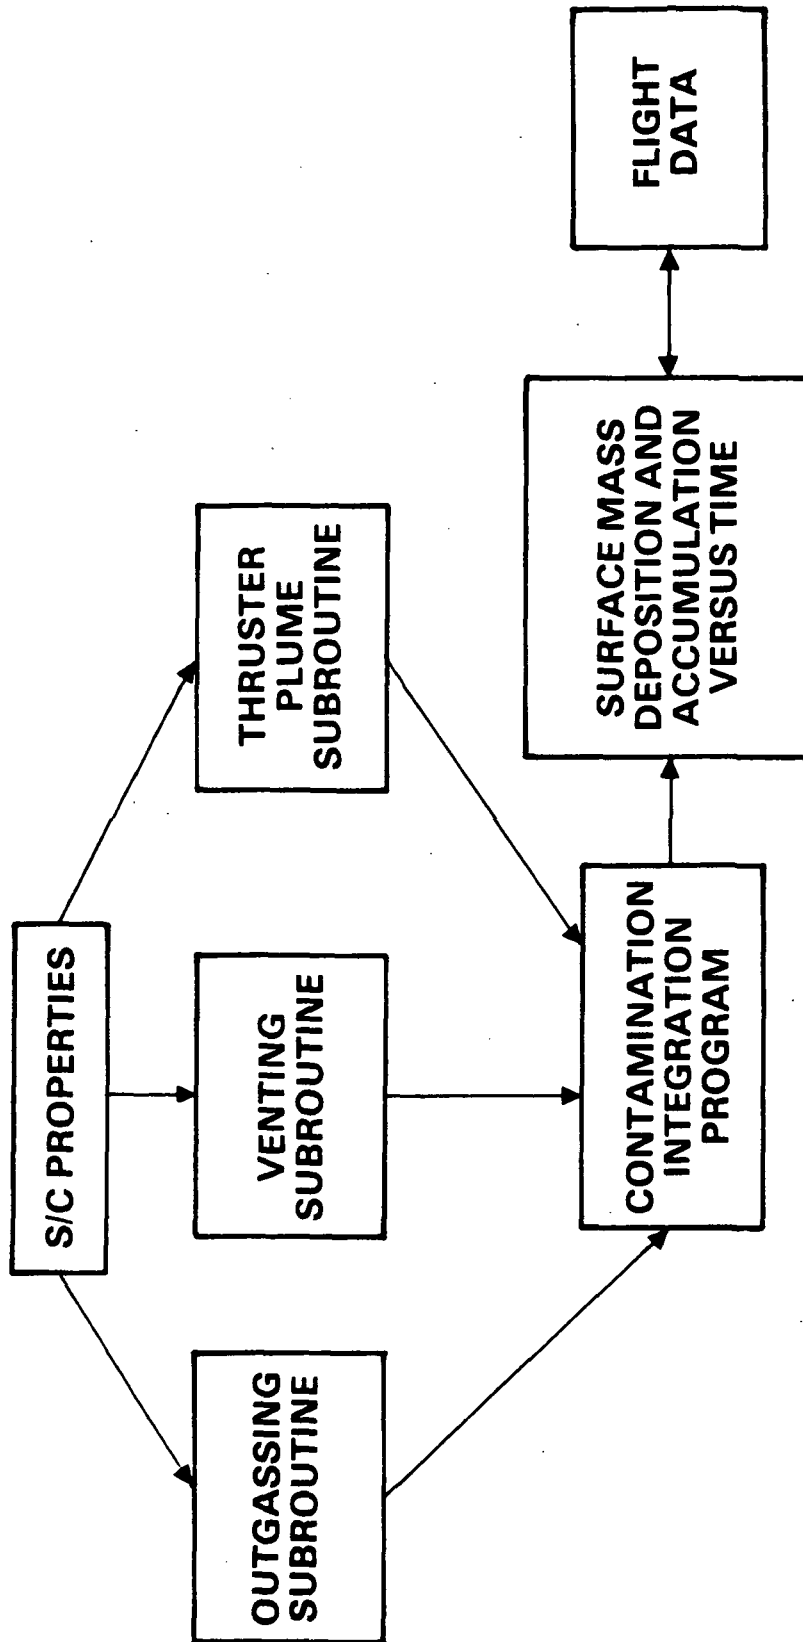 S/C PROPERTIES
OUTGASSING
SUBROUTINE
VENTING
SUBROUTINE
THRUSTER
PLUME
SUBROUTINE
CONTAMINATION
INTEGRATION
PROGRAM
SURFACE MASS
DEPOSITION AND
ACCUMULATION
VERSUS TIME
FLIGHT
DATA